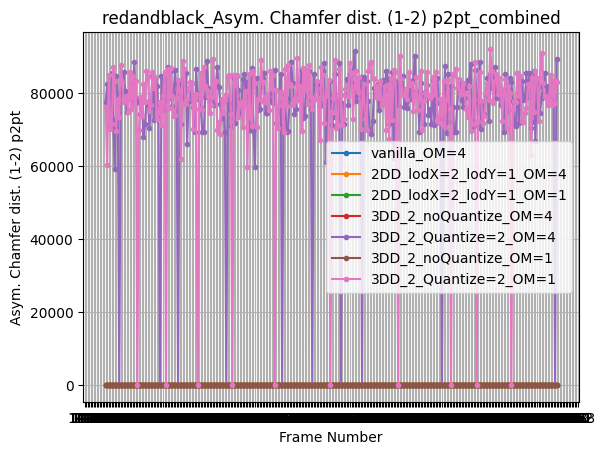 redandblack_Asym. Chamfer dist. (1-2) p2pt_combined
Asym. Chamfer dist. (1-2) p2pt
80000
60000
40000
20000
0
vanilla_OM=4
2DD_lodX=2_lodY=1_OM=4
2DD_lodX=2_lodY=1_OM=1
3DD_2_noQuantize_OM=4
3DD_2_Quantize=2_OM=4
3DD_2_noQuantize_OM=1
3DD_2_Quantize=2_OM=1
Frame Number